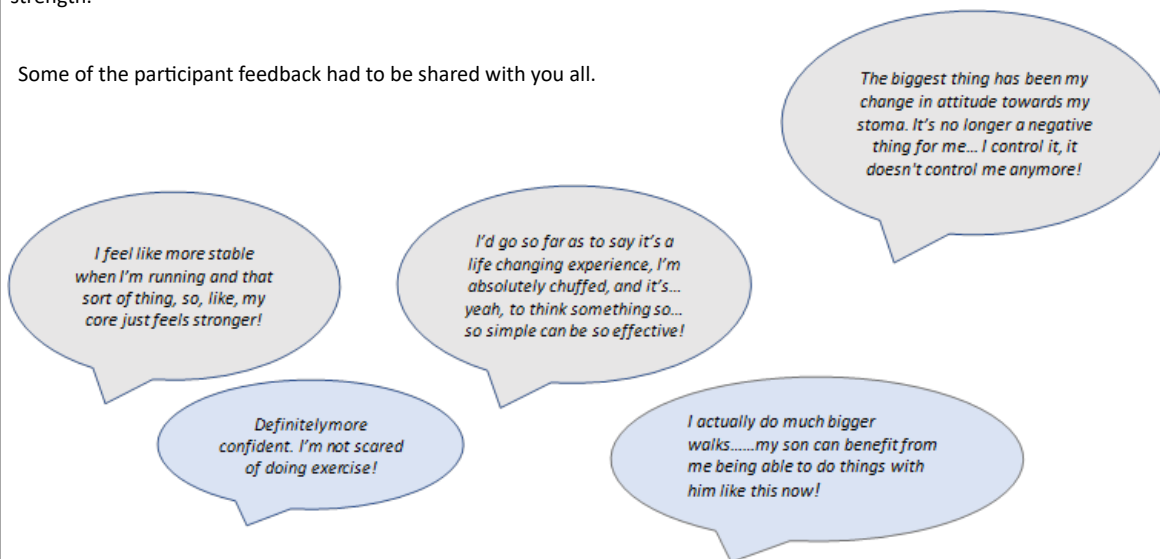 strength.
Some of the participant feedback had to be shared with you all.
The biggest thing has been my
change in attitude towards my
stoma. It's no longer a negative
thing for me... I control it, it
doesn't control me anymore!
I feel like more stable
when I'm running and that
sort of thing, so, like, my
core just feels stronger!
I'd go so far as to say it's a
life changing experience, I'm
absolutely chuffed, and it's...
yeah, to think something so...
so simple can be so effective!
Definitelymore
confident. I'm not scared
of doing exercise!
I actually do much bigger
walks......my son can benefit from
me being able to do things with
him like this now!